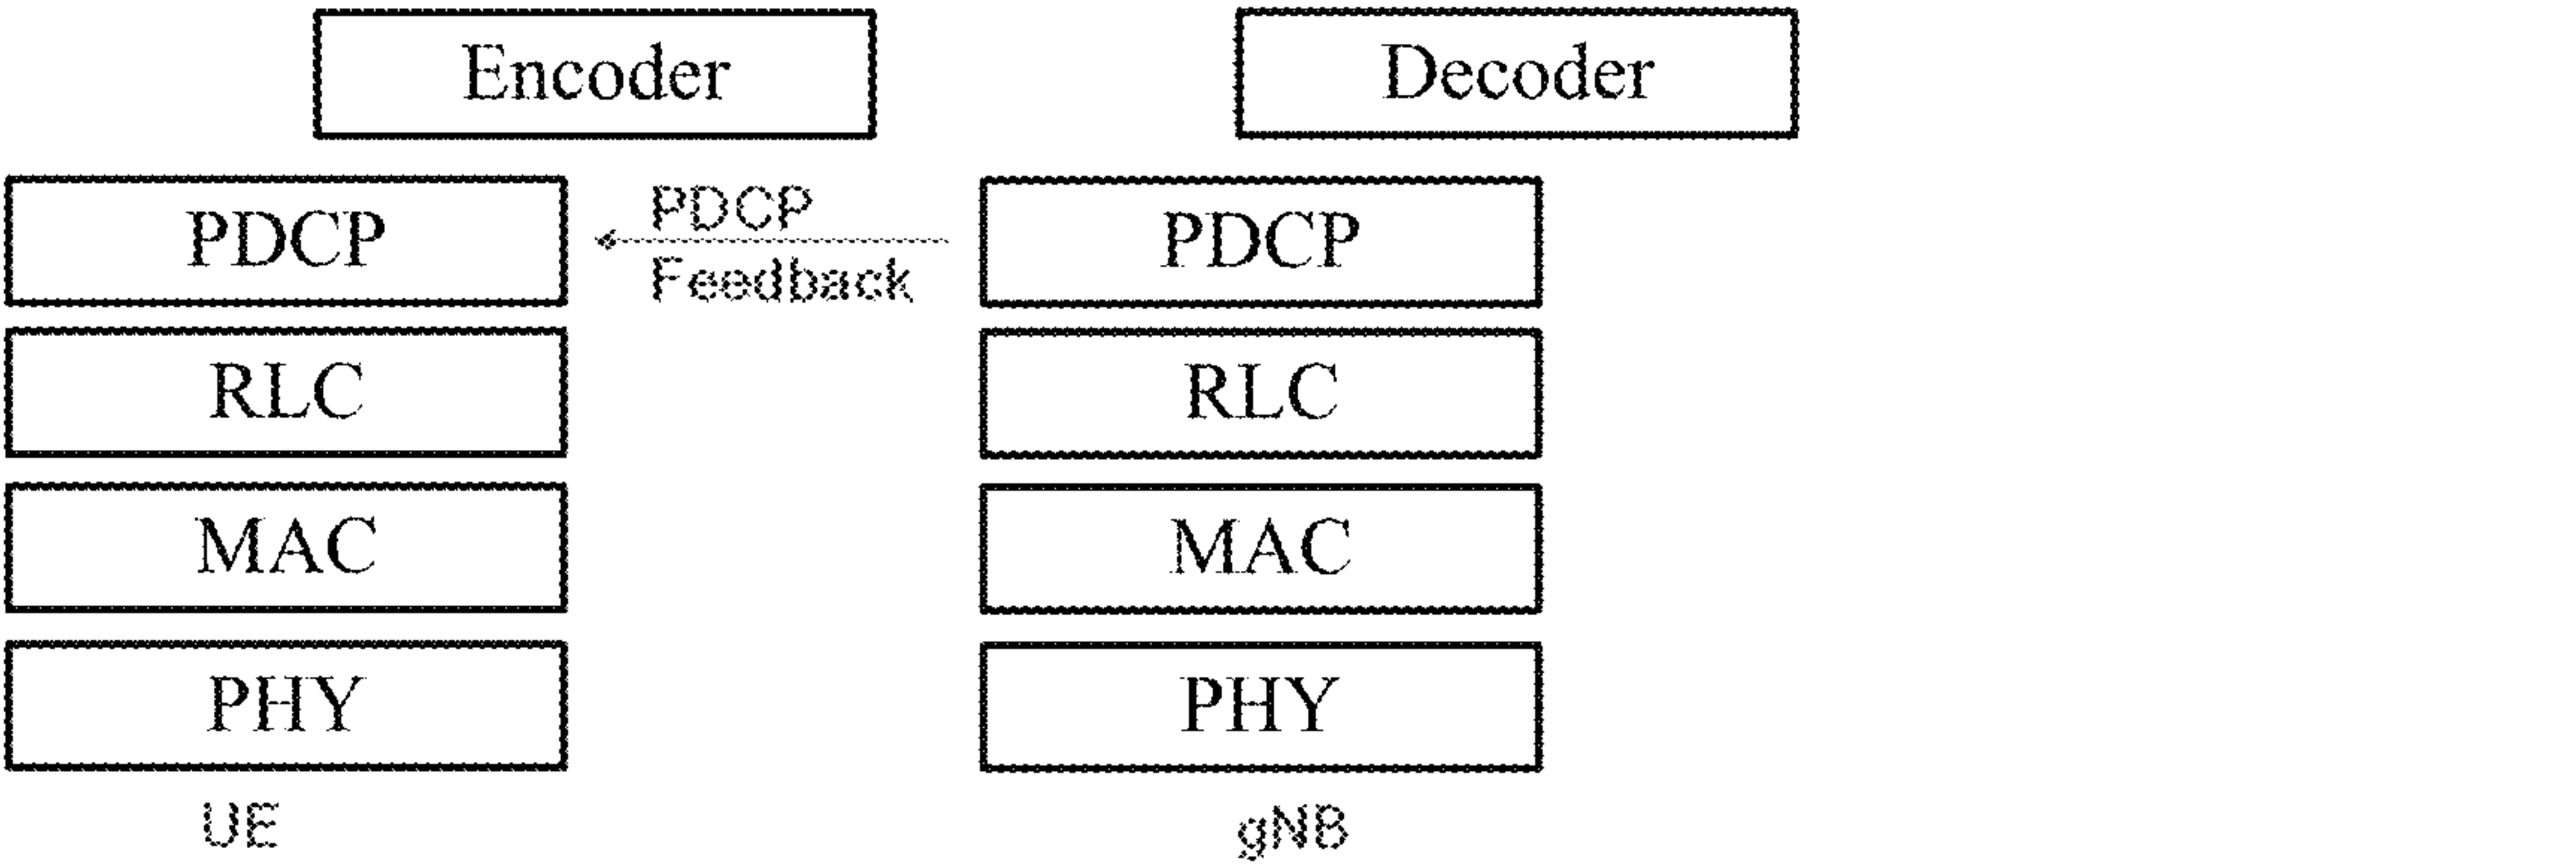 Encoder
Decoder
PDCP
PDCP
Feedback
PDCP
RLC
RLC
MAC
MAC
PHY
PHY
UE
gNB